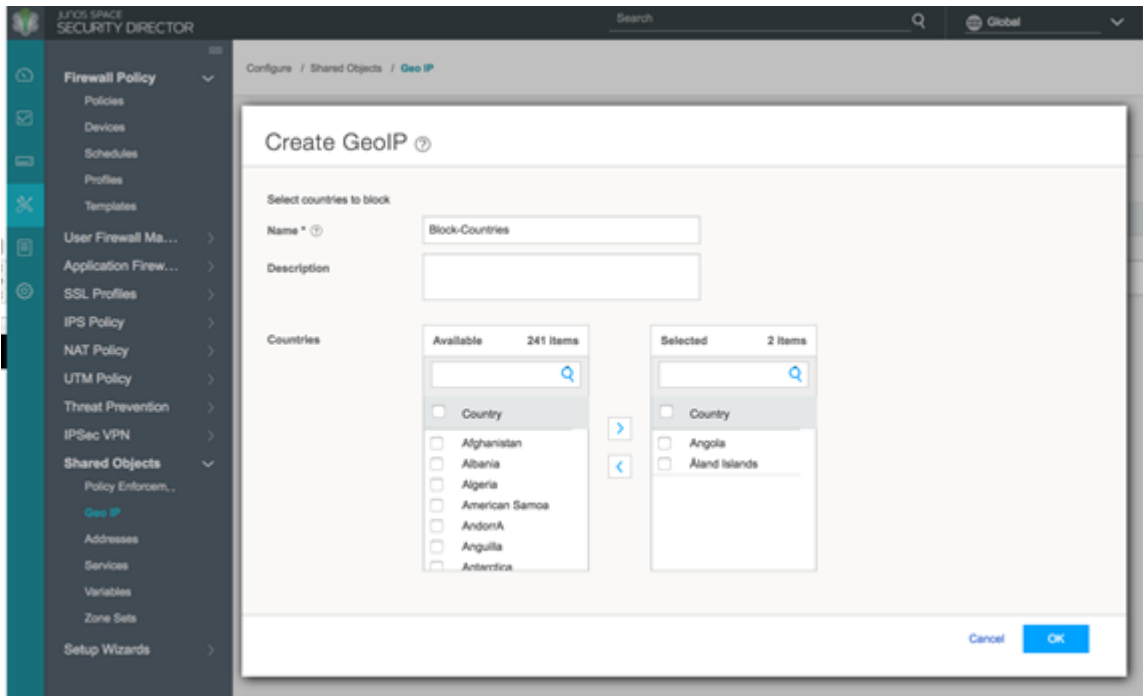 JUNOS SPACE
SECURITY DIRECTOR
Search
Global
Firewall Policy
Policies
Devices
Schedules
Profiles
Templates
User Firewall Ma...
Application Firew...
SSL Profiles
IPS Policy
NAT Policy
UTM Policy
Threat Prevention
IPSec VPN
Shared Objects
Policy Enforcem...
Geo IP
Addresses
Services
Variables
Zone Sets
Setup Wizards
Configure / Shared Objects / Geo IP
Create GeoIP ?
Select countries to block
Name * ?
Block-Countries
Description
Countries
Available 241 items
Country
Afghanistan
Albania
Algeria
American Samoa
AndorrA
Anguilla
Antarctica
Selected 2 items
Country
Angola
Åland Islands
Cancel
OK